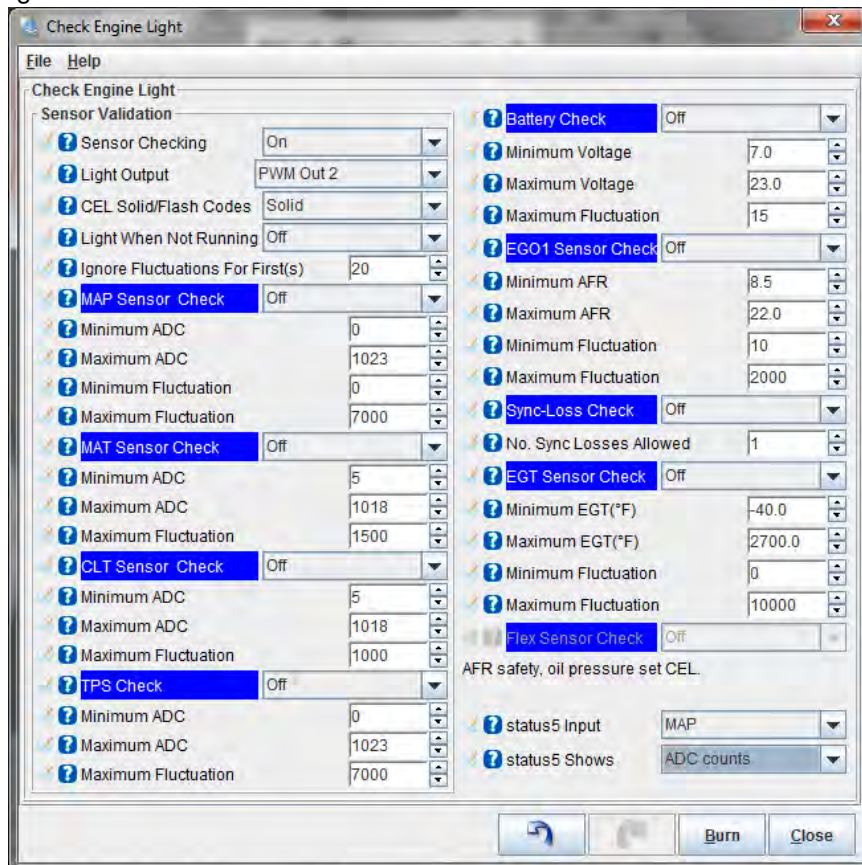 Check Engine Light
File Help
Check Engine Light
Sensor Validation
Sensor Checking On
Light Output PWM Out 2
CEL Solid/Flash Codes Solid
Light When Not Running Off
Ignore Fluctuations For First(s) 20
MAP Sensor Check Off
Minimum ADC 0
Maximum ADC 1023
Minimum Fluctuation 0
Maximum Fluctuation 7000
MAT Sensor Check Off
Minimum ADC 5
Maximum ADC 1018
Maximum Fluctuation 1500
CLT Sensor Check Off
Minimum ADC 5
Maximum ADC 1018
Maximum Fluctuation 1000
TPS Check Off
Minimum ADC 0
Maximum ADC 1023
Maximum Fluctuation 7000
Battery Check Off
Minimum Voltage 7.0
Maximum Voltage 23.0
Maximum Fluctuation 15
EGO1 Sensor Check Off
Minimum AFR 8.5
Maximum AFR 22.0
Minimum Fluctuation 10
Maximum Fluctuation 2000
Sync-Loss Check Off
No. Sync Losses Allowed 1
EGT Sensor Check Off
Minimum EGT(°F) -40.0
Maximum EGT(°F) 2700.0
Minimum Fluctuation 0
Maximum Fluctuation 10000
Flex Sensor Check Off
AFR safety, oil pressure set CEL.
status5 Input MAP
status5 Shows ADC counts
Burn Close